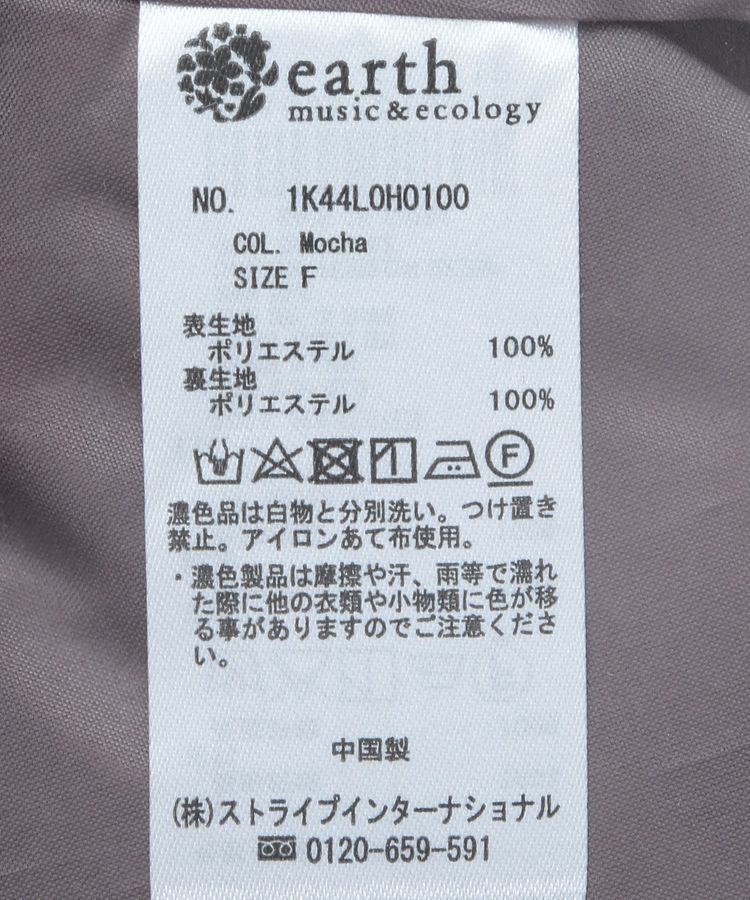 earth
music&ecology
NO. 1K44L0H0100
COL. Mocha
SIZE F
表生地
ポリエステル 100%
裏生地
ポリエステル 100%
F
濃色品は白物と分別洗い。つけ置き
禁止。アイロンあて布使用。
・濃色製品は摩擦や汗、雨等で濡れ
た際に他の衣類や小物類に色が移
る事がありますのでご注意くださ
い。
中国製
(株)ストライプインターナショナル
0120-659-591